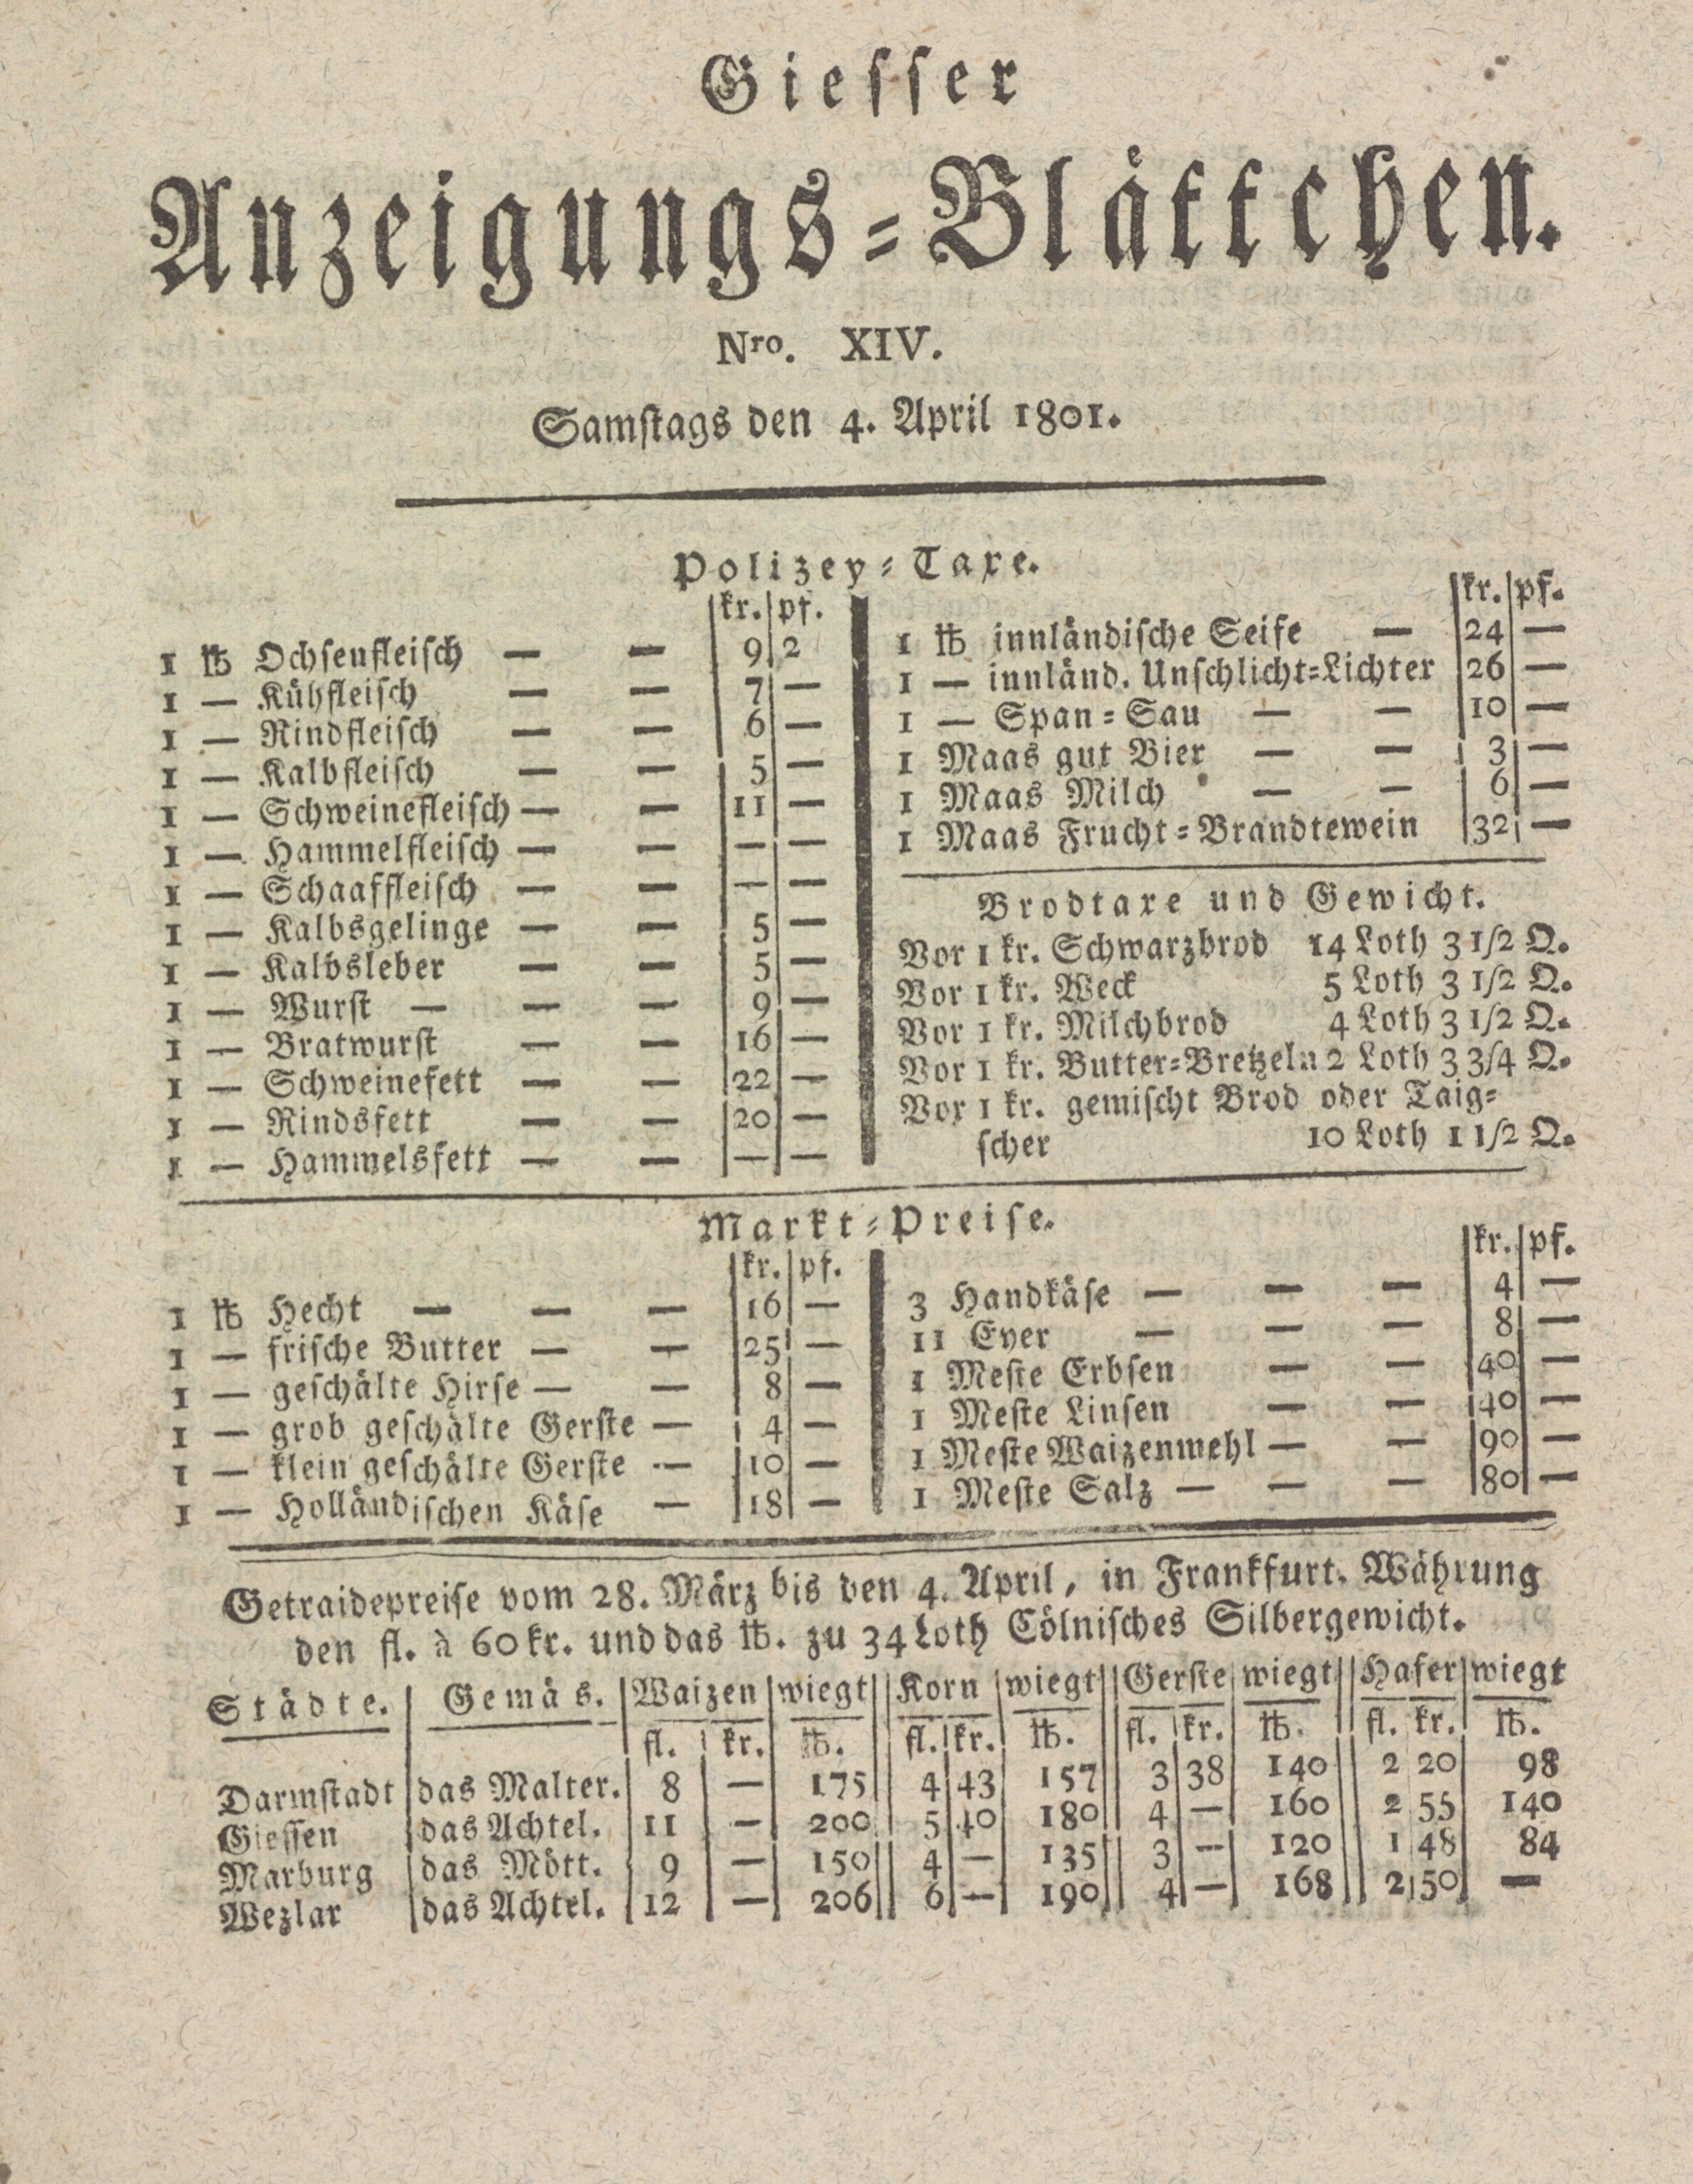 Giesser
Anzeigungs-Blättchen.
Nro. XIV.
Samstags den 4. April 1801.
Polizey-Taxe.
kr. pf.
1 ℔ Ochsenfleisch — — 9 2
1 — Kühfleisch — — 7 —
1 — Rindfleisch — — 6 —
1 — Kalbfleisch — — 5 —
1 — Schweinefleisch — — 11 —
1 — Hammelfleisch — — — —
1 — Schaaffleisch — — — —
1 — Kalbsgelinge — — 5 —
1 — Kalbsleber — — 5 —
1 — Wurst — — — 9 —
1 — Bratwurst — — 16 —
1 — Schweinefett — — 22 —
1 — Rindsfett — — 20 —
1 — Hammelsfett — — — —
kr. pf.
1 ℔ innländische Seife — 24 —
1 — innländ. Unschlicht-Lichter 26 —
1 — Span-Sau — — 10 —
1 Maas gut Bier — — 3 —
1 Maas Milch — — 6 —
1 Maas Frucht-Brandtewein 32 —
Brodtaxe und Gewicht.
Vor 1 kr. Schwarzbrod 14 Loth 3 1/2 Q.
Vor 1 kr. Weck 5 Loth 3 1/2 Q.
Vor 1 kr. Milchbrod 4 Loth 3 1/2 Q.
Vor 1 kr. Butter-Bretzeln 2 Loth 3 3/4 Q.
Vor 1 kr. gemischt Brod oder Taig-
scher 10 Loth 1 1/2 Q.
Markt-Preise.
kr. pf.
1 ℔ Hecht — — — 16 —
1 — frische Butter — — 25 —
1 — geschälte Hirse — — 8 —
1 — grob geschälte Gerste — 4 —
1 — klein geschälte Gerste — 10 —
1 — Holländischen Käse — 18 —
kr. pf.
3 Handkäse — — — 4 —
11 Eyer — — — 8 —
1 Meste Erbsen — — 40 —
1 Meste Linsen — — 40 —
1 Meste Waizenmehl — — 90 —
1 Meste Salz — — — 80 —
Getraidepreise vom 28. März bis den 4. April, in Frankfurt. Währung
den fl. à 60 kr. und das ℔. zu 34 Loth Cölnisches Silbergewicht.
Städte. Gemäs. Waizen wiegt Korn wiegt Gerste wiegt Hafer wiegt
fl. kr. ℔. fl. kr. ℔. fl. kr. ℔. fl. kr. ℔.
Darmstadt das Malter. 8 — 175 4 43 157 3 38 140 2 20 98
Giessen das Achtel. 11 — 200 5 40 180 4 — 160 2 55 140
Marburg das Mött. 9 — 150 4 — 135 3 — 120 1 48 84
Wezlar das Achtel. 12 — 206 6 — 190 4 — 168 2 50 —